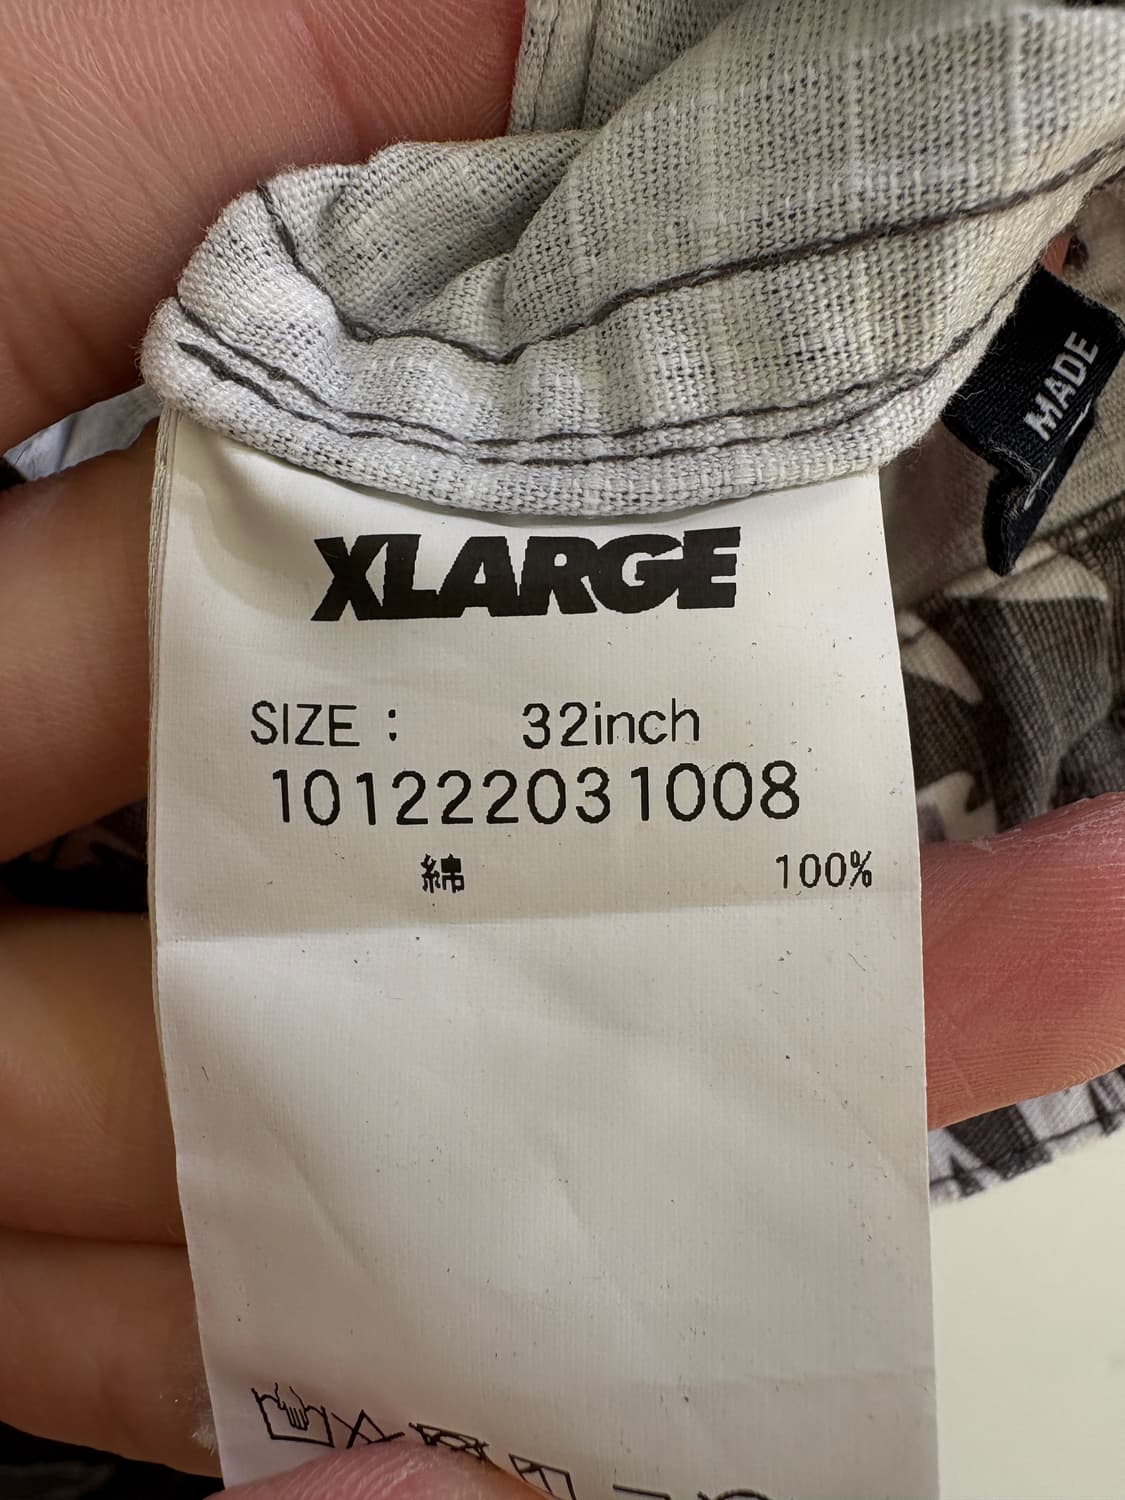 MADE
XLARGE
SIZE : 32inch
101222031008
綿 100%